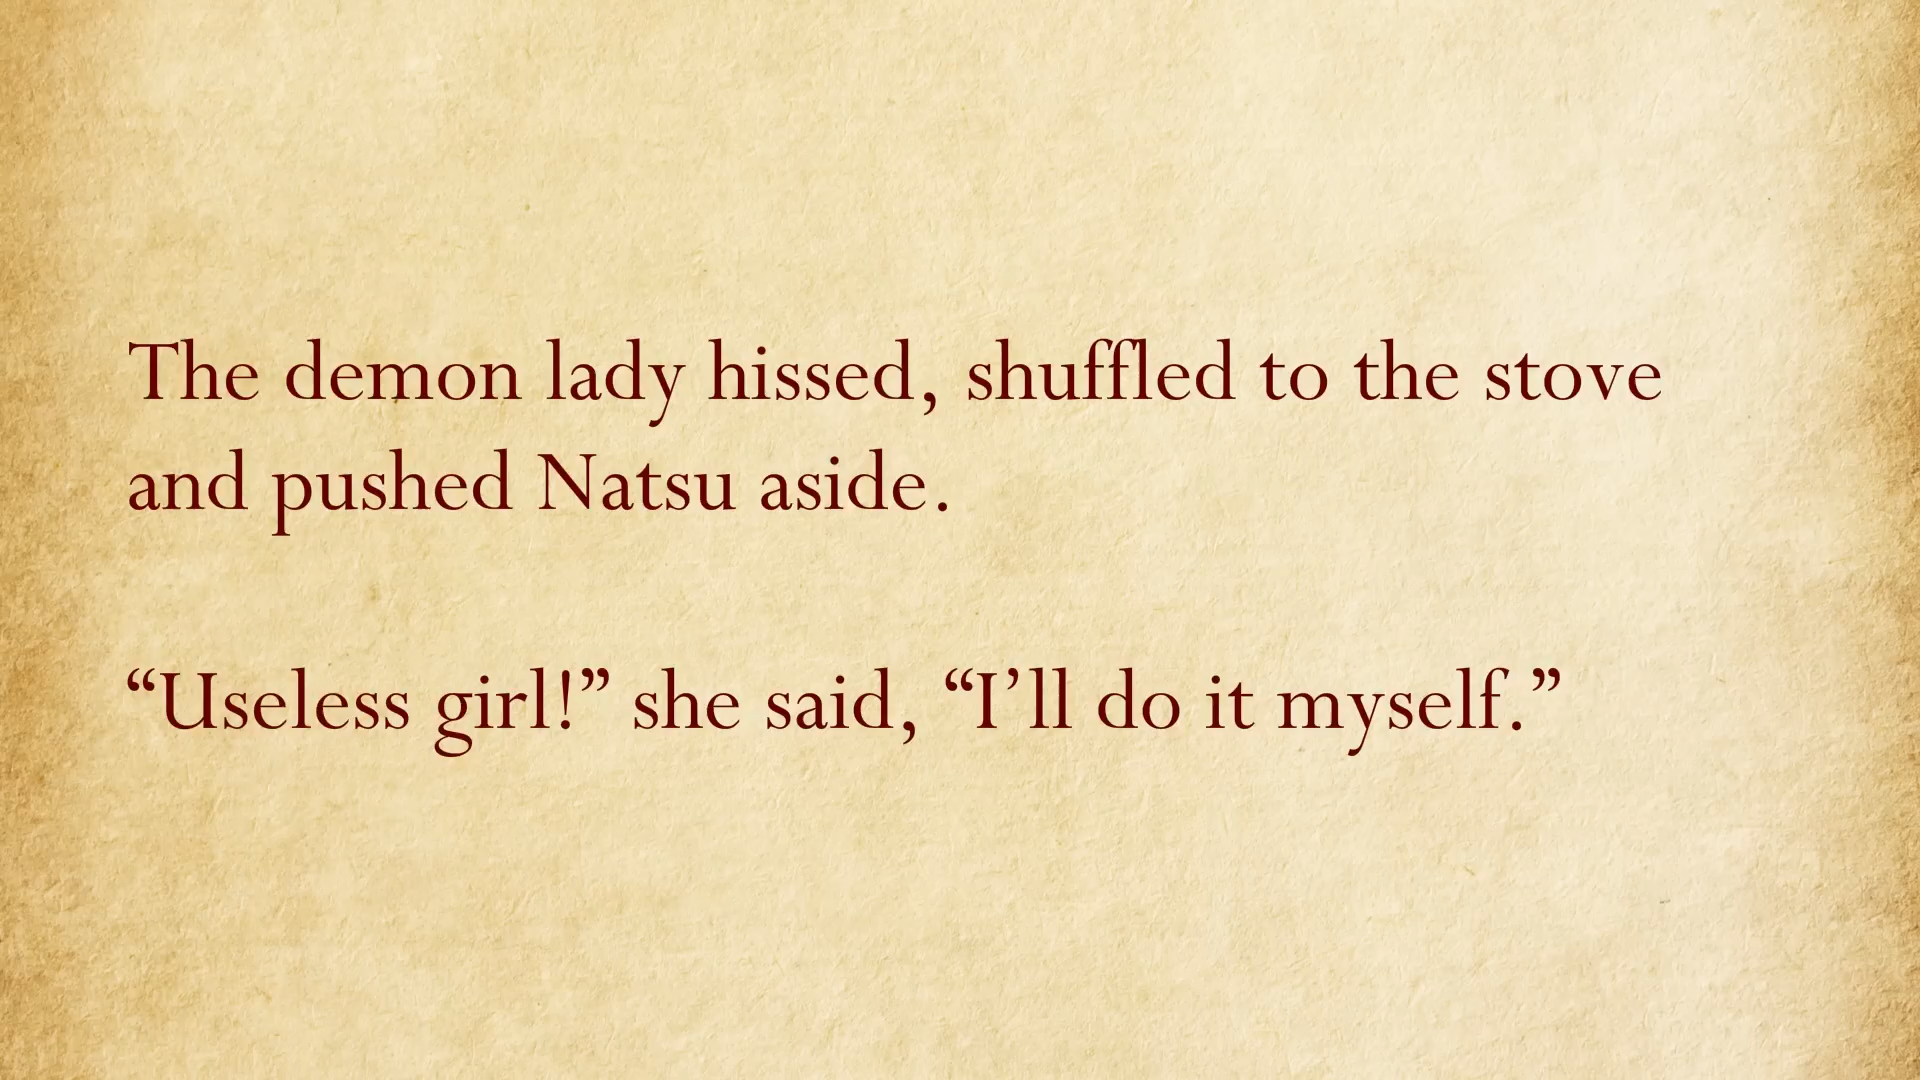 The demon lady hissed, shuffled to the stove
and pushed Natsu aside.
“Useless girl!” she said, “I’ll do it myself.”